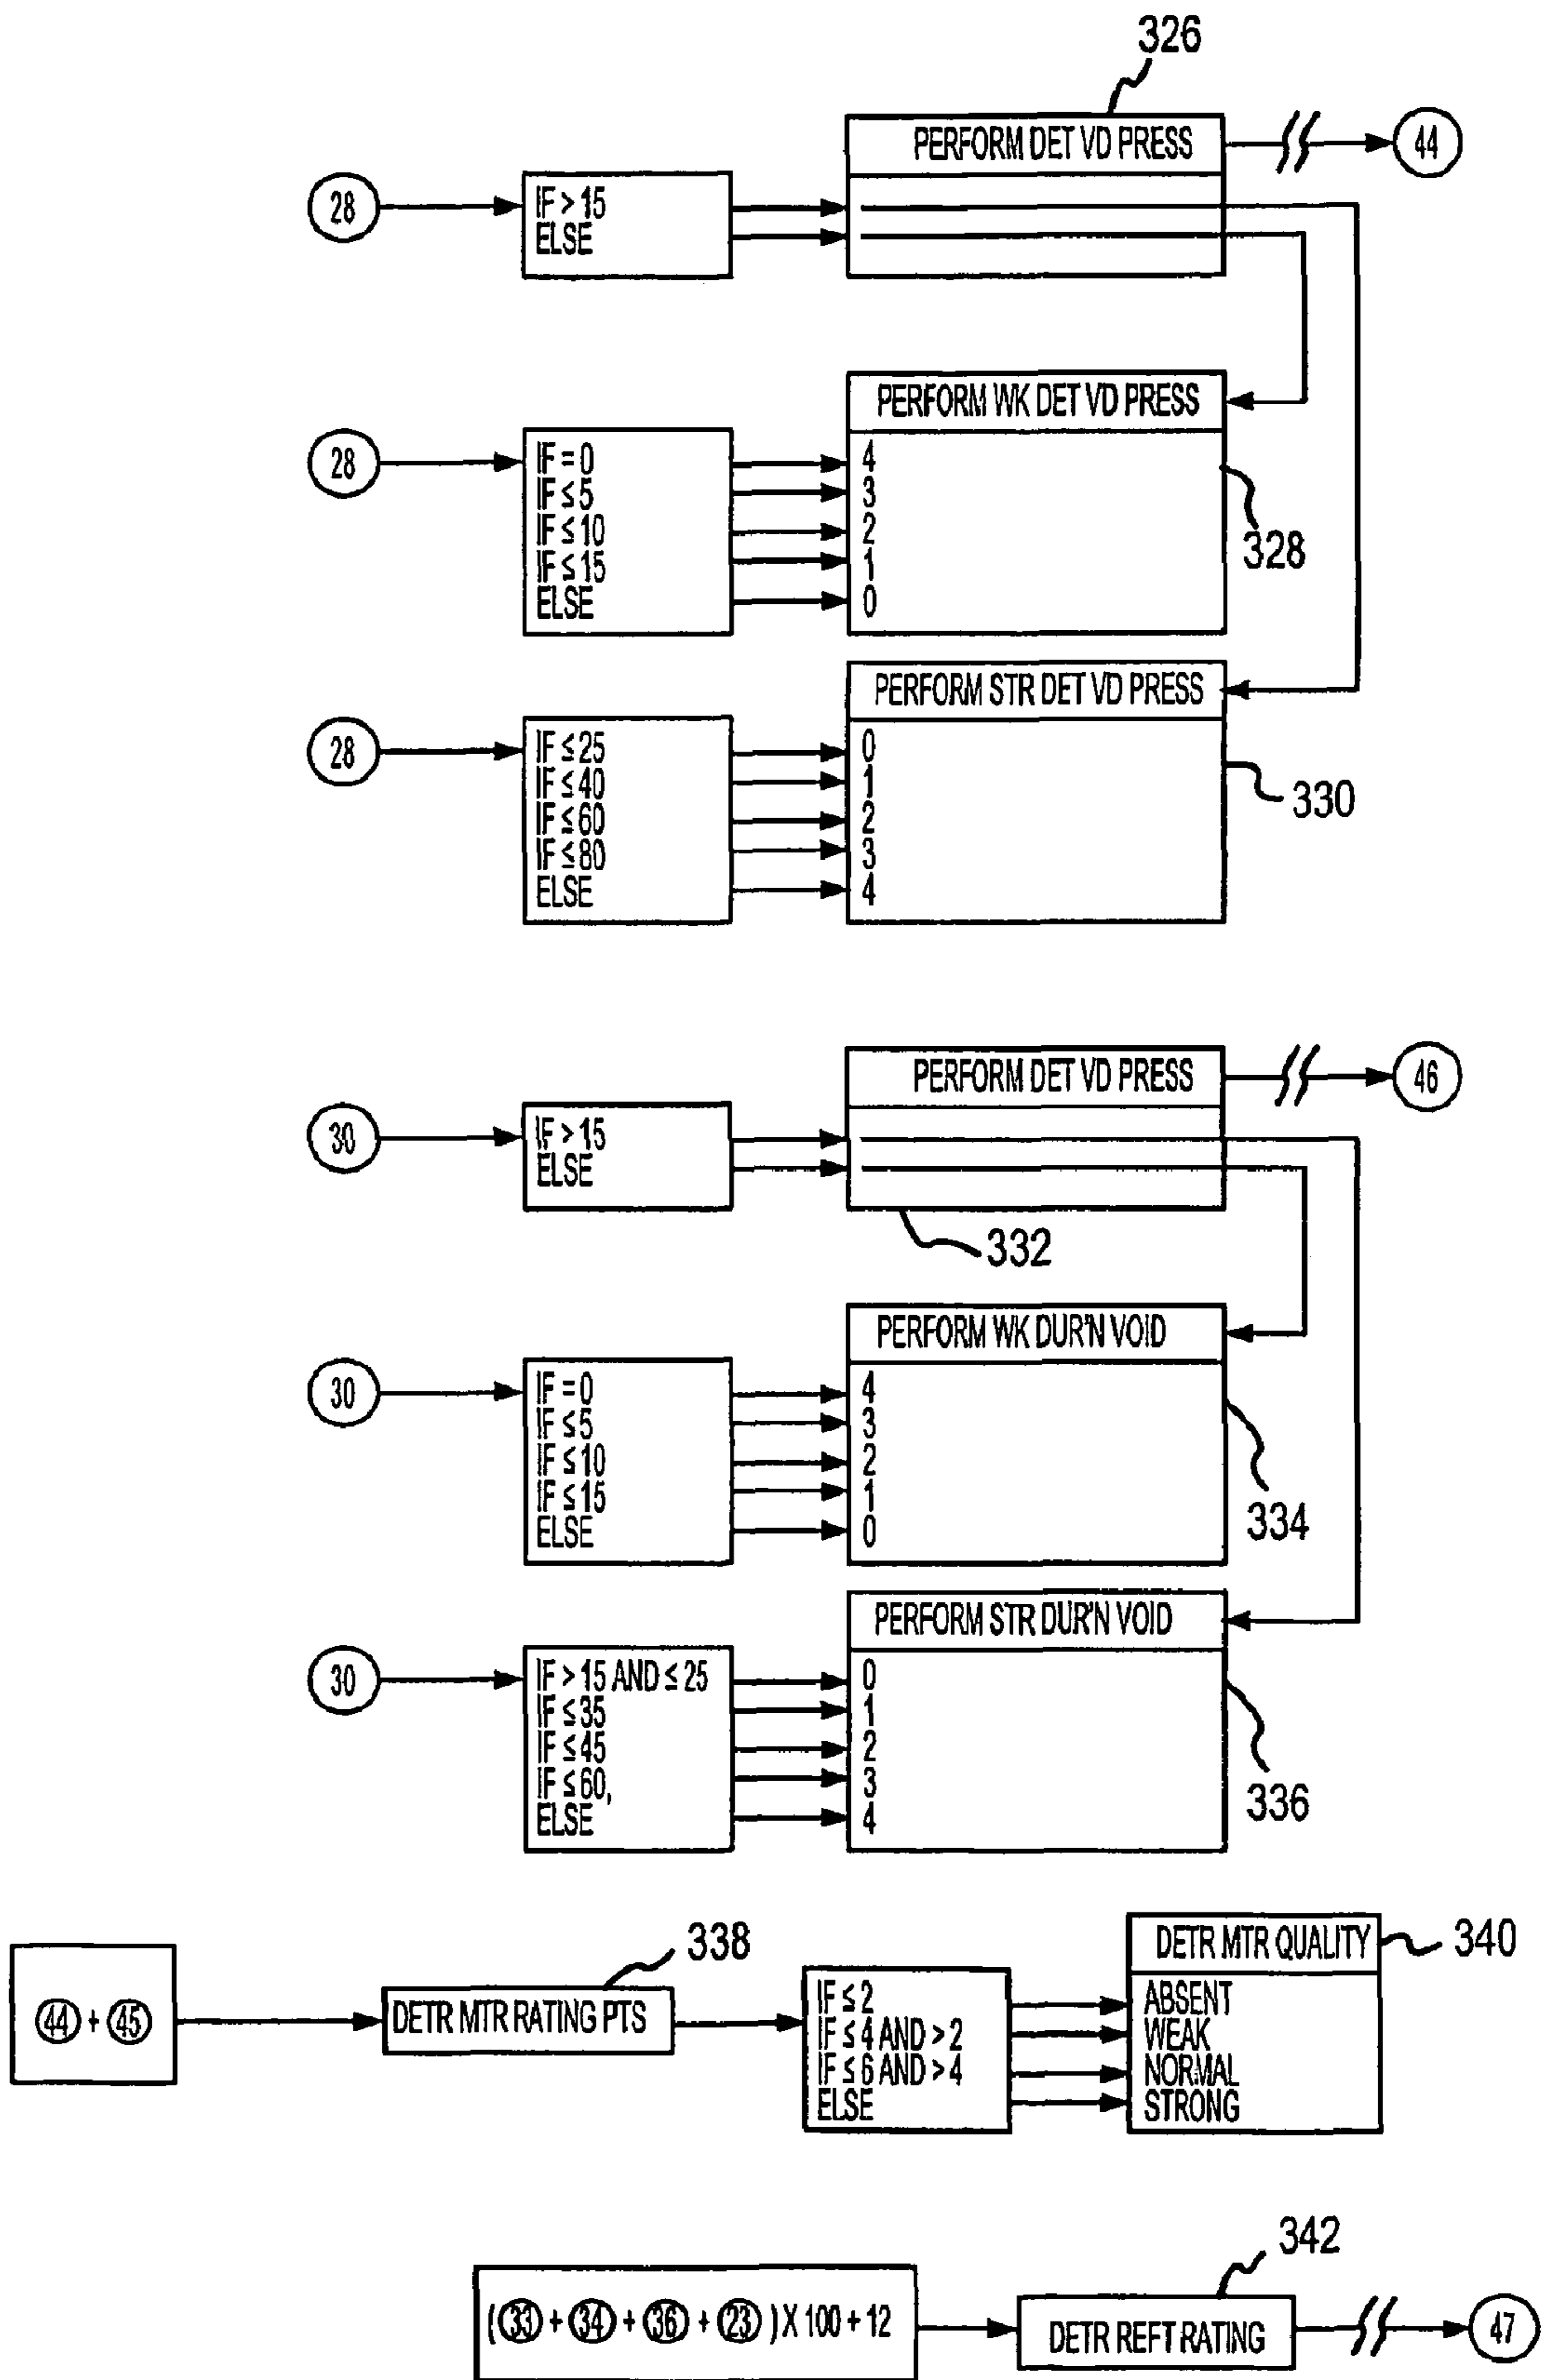 326
PERFORM DET VD PRESS
44
28
IF > 15
ELSE
PERFORM WK DET VD PRESS
28
IF = 0
IF ≤ 5
IF ≤ 10
IF ≤ 15
ELSE
4
3
2
1
0
328
PERFORM STR DET VD PRESS
28
IF ≤ 25
IF ≤ 40
IF ≤ 60
IF ≤ 80
ELSE
0
1
2
3
4
330
PERFORM DET VD PRESS
46
30
IF > 15
ELSE
332
PERFORM WK DUR'N VOID
30
IF = 0
IF ≤ 5
IF ≤ 10
IF ≤ 15
ELSE
4
3
2
1
0
334
PERFORM STR DUR'N VOID
30
IF > 15 AND ≤ 25
IF ≤ 35
IF ≤ 45
IF ≤ 60,
ELSE
0
1
2
3
4
336
44 + 45
338
DETR MTR RATING PTS
IF ≤ 2
IF ≤ 4 AND > 2
IF ≤ 6 AND > 4
ELSE
DETR MTR QUALITY
340
ABSENT
WEAK
NORMAL
STRONG
342
(33 + 34 + 36 + 23) X 100 + 12
DETR REFT RATING
47